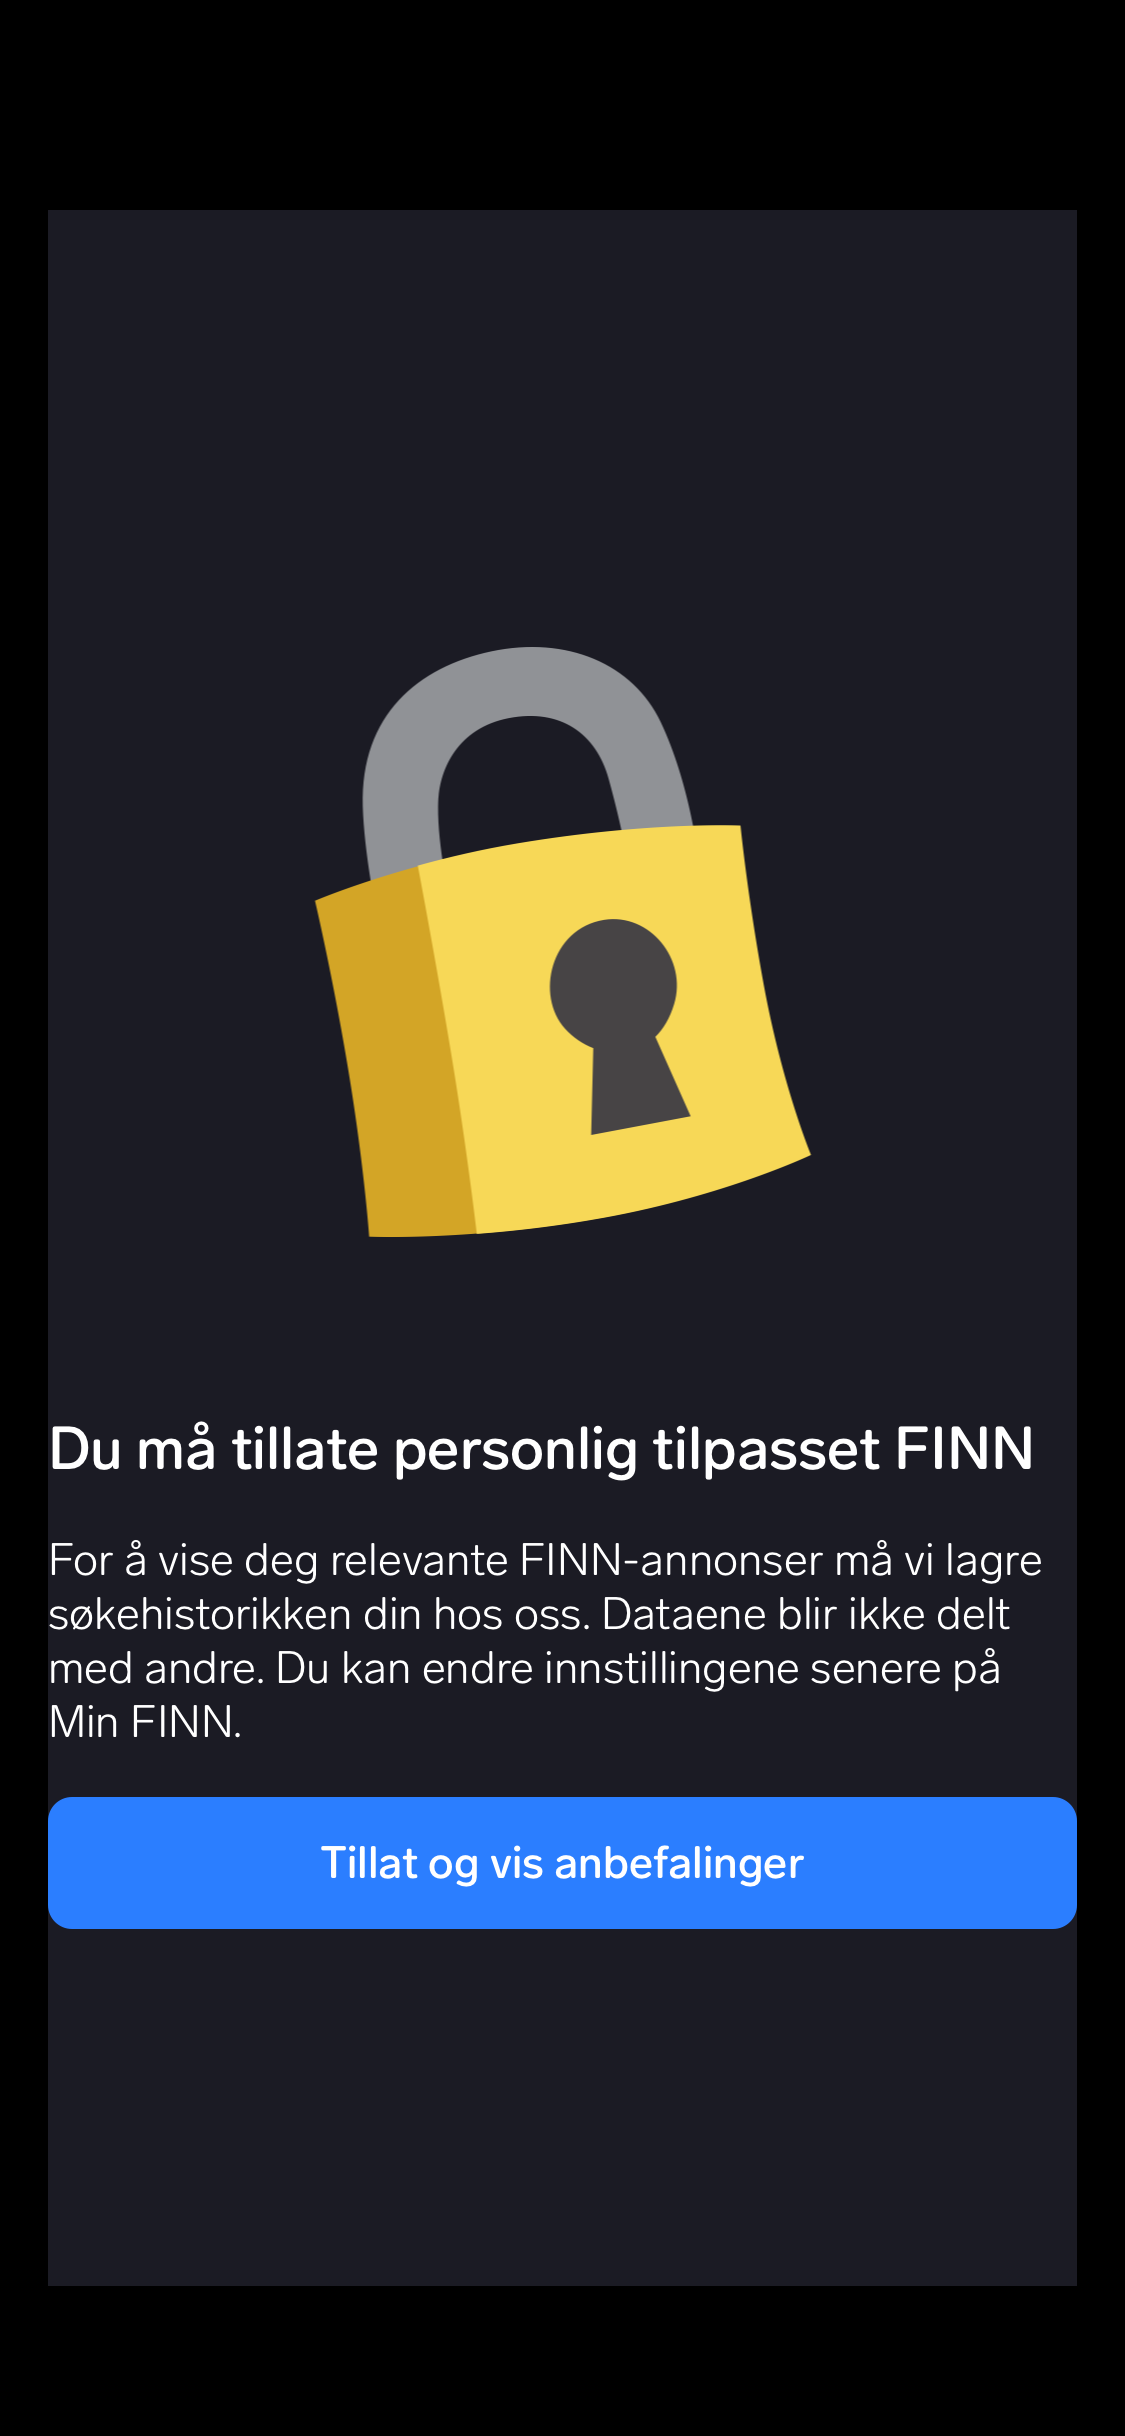 Du må tillate personlig tilpasset FINN
For å vise deg relevante FINN-annonser må vi lagre
søkehistorikken din hos oss. Dataene blir ikke delt
med andre. Du kan endre innstillingene senere på
Min FINN.
Tillat og vis anbefalinger